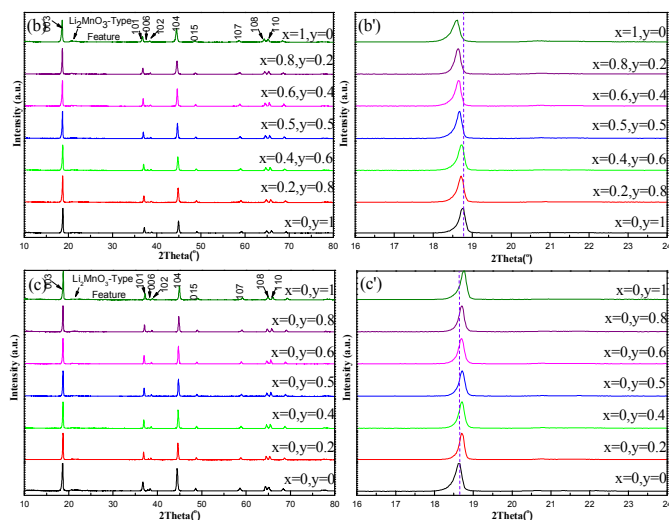 (b)
003
Li2MnO3-Type
Feature
101
006
102
104
015
107
108
110
x=1,y=0
x=0.8,y=0.2
x=0.6,y=0.4
x=0.5,y=0.5
x=0.4,y=0.6
x=0.2,y=0.8
x=0,y=1
Intensity (a.u.)
10 20 30 40 50 60 70 80
2Theta(°)
(b')
x=1,y=0
x=0.8,y=0.2
x=0.6,y=0.4
x=0.5,y=0.5
x=0.4,y=0.6
x=0.2,y=0.8
x=0,y=1
Intensity (a.u.)
16 17 18 19 20 21 22 23 24
2Theta(°)
(c)
003
Li2MnO3-Type
Feature
101
006
102
104
015
107
108
110
x=0,y=1
x=0,y=0.8
x=0,y=0.6
x=0,y=0.5
x=0,y=0.4
x=0,y=0.2
x=0,y=0
Intensity (a.u.)
10 20 30 40 50 60 70 80
2Theta(°)
(c')
x=0,y=1
x=0,y=0.8
x=0,y=0.6
x=0,y=0.5
x=0,y=0.4
x=0,y=0.2
x=0,y=0
Intensity (a.u.)
16 17 18 19 20 21 22 23 24
2Theta(°)